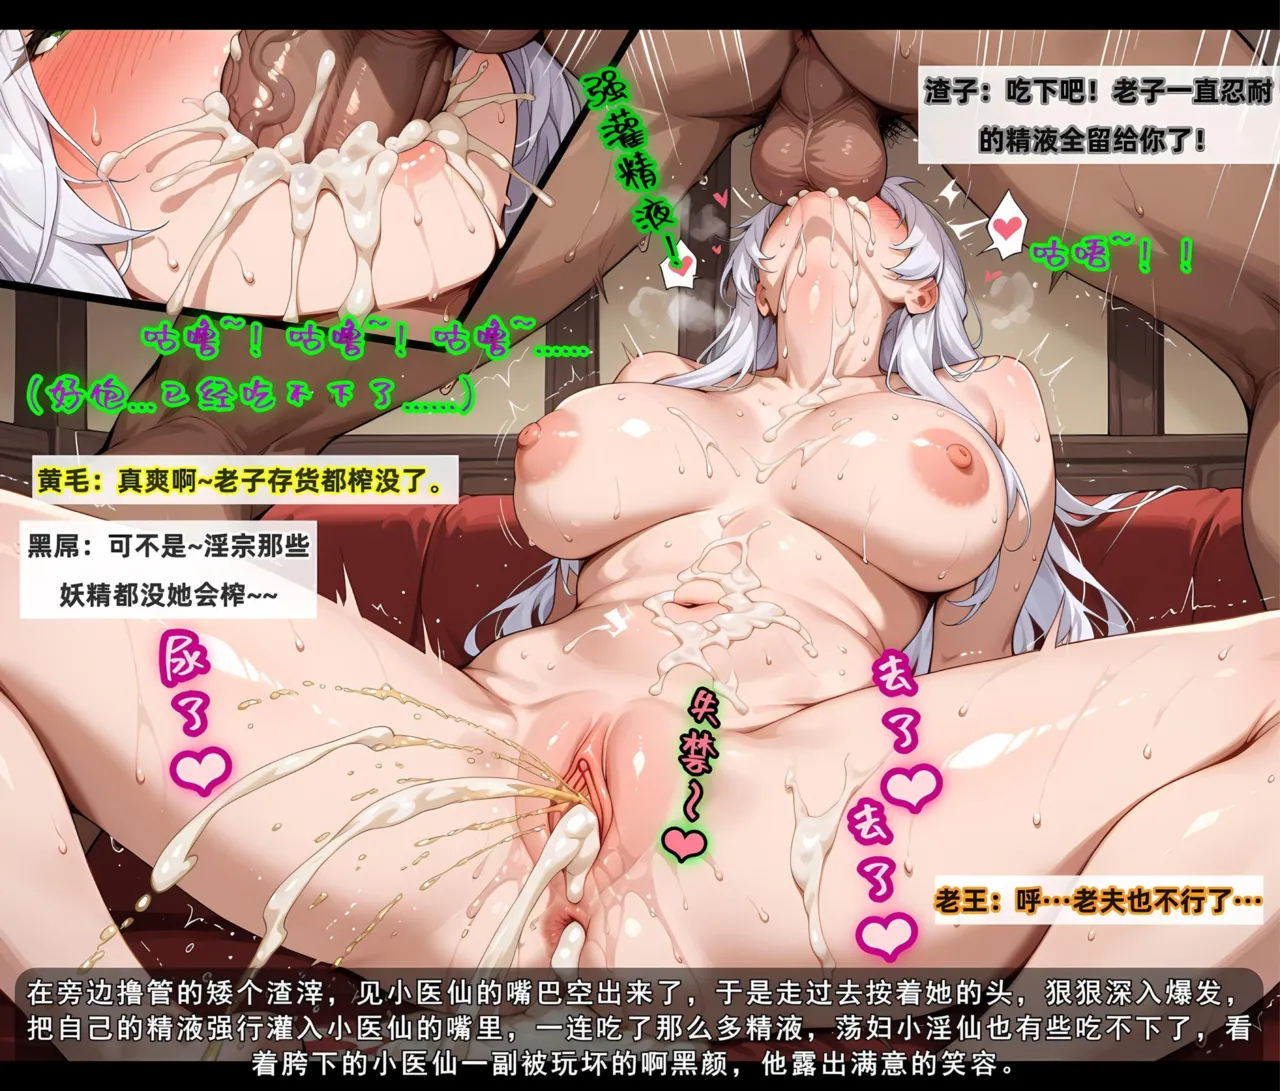 强灌精液！
渣子：吃下吧！老子一直忍耐
的精液全留给你了！
咕唔~！！
咕噜~！咕噜~！咕噜~……
（好饱…已经吃不下了……）
黄毛：真爽啊~老子存货都榨没了。
黑屌：可不是~淫宗那些
妖精都没她会榨~~
尿了
失禁~
去了
去了
老王：呼…老夫也不行了…
在旁边撸管的矮个渣滓，见小医仙的嘴巴空出来了，于是走过去按着她的头，狠狠深入爆发，
把自己的精液强行灌入小医仙的嘴里，一连吃了那么多精液，荡妇小淫仙也有些吃不下了，看
着胯下的小医仙一副被玩坏的啊黑颜，他露出满意的笑容。